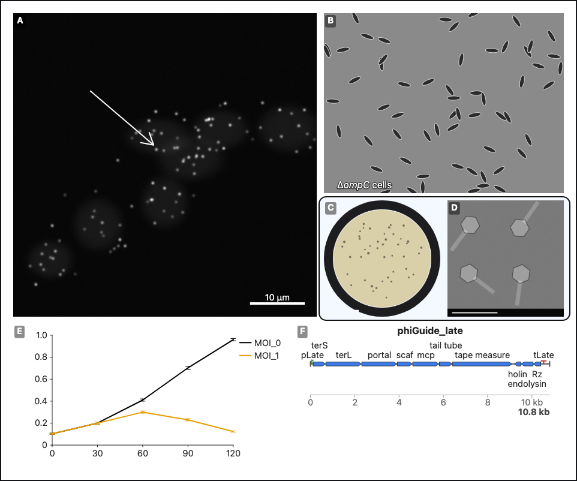 A
10 μm
B
ΔompC cells
C
D
E
1.0
0.8
0.6
0.4
0.2
0
0 30 60 90 120
MOI_0
MOI_1
F
phiGuide_late
terS tail tube
pLate tLate
terL portal scaf mcp tape measure
holin Rz
endolysin
0 2 4 6 8 10 kb
10.8 kb